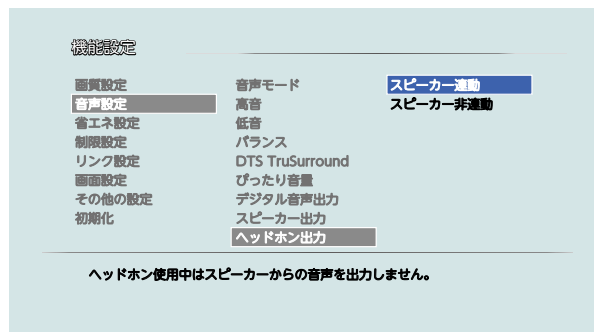 機能設定
画質設定
音声設定
省エネ設定
制限設定
リンク設定
画面設定
その他の設定
初期化
音声モード
高音
低音
バランス
DTS TruSurround
ぴったり音量
デジタル音声出力
スピーカー出力
ヘッドホン出力
スピーカー連動
スピーカー非連動
ヘッドホン使用中はスピーカーからの音声を出力しません。